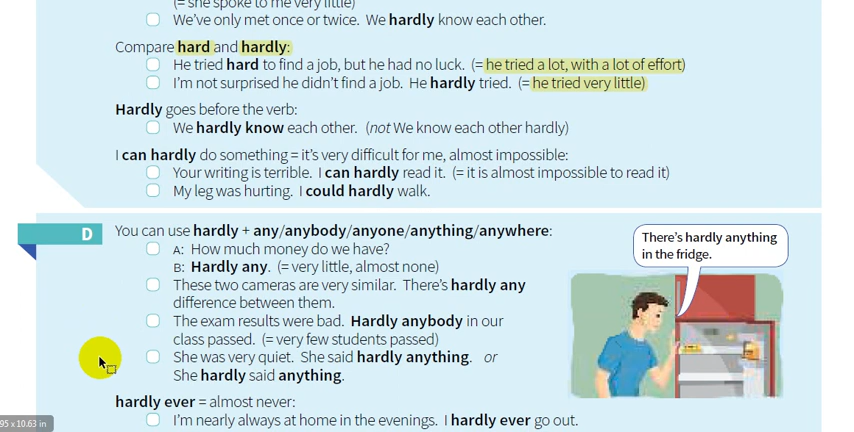 (= she spoke to me very little)
We've only met once or twice. We hardly know each other.
Compare hard and hardly:
He tried hard to find a job, but he had no luck. (= he tried a lot, with a lot of effort)
I'm not surprised he didn't find a job. He hardly tried. (= he tried very little)
Hardly goes before the verb:
We hardly know each other. (not We know each other hardly)
I can hardly do something = it's very difficult for me, almost impossible:
Your writing is terrible. I can hardly read it. (= it is almost impossible to read it)
My leg was hurting. I could hardly walk.
D
You can use hardly + any/anybody/anyone/anything/anywhere:
A: How much money do we have?
B: Hardly any. (= very little, almost none)
These two cameras are very similar. There's hardly any
difference between them.
The exam results were bad. Hardly anybody in our
class passed. (= very few students passed)
She was very quiet. She said hardly anything. or
She hardly said anything.
There's hardly anything
in the fridge.
hardly ever = almost never:
I'm nearly always at home in the evenings. I hardly ever go out.
95 x 10.63 in